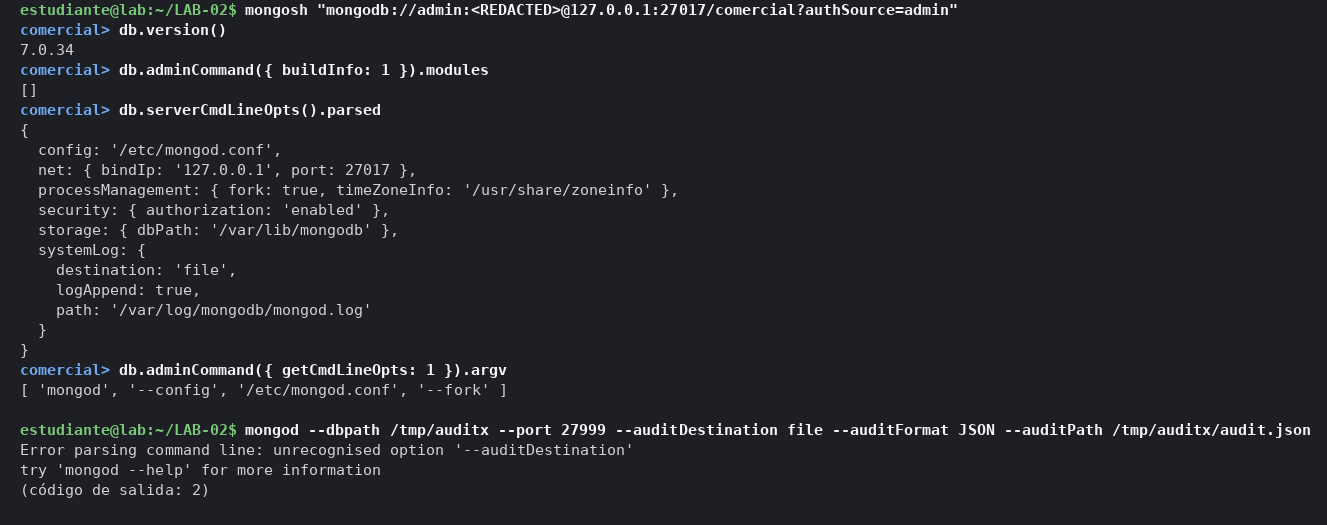 estudiante@lab:~/LAB-02$ mongosh "mongodb://admin:<REDACTED>@127.0.0.1:27017/comercial?authSource=admin"
comercial> db.version()
7.0.34
comercial> db.adminCommand({ buildInfo: 1 }).modules
[]
comercial> db.serverCmdLineOpts().parsed
{
  config: '/etc/mongod.conf',
  net: { bindIp: '127.0.0.1', port: 27017 },
  processManagement: { fork: true, timeZoneInfo: '/usr/share/zoneinfo' },
  security: { authorization: 'enabled' },
  storage: { dbPath: '/var/lib/mongodb' },
  systemLog: {
    destination: 'file',
    logAppend: true,
    path: '/var/log/mongodb/mongod.log'
  }
}
comercial> db.adminCommand({ getCmdLineOpts: 1 }).argv
[ 'mongod', '--config', '/etc/mongod.conf', '--fork' ]

estudiante@lab:~/LAB-02$ mongod --dbpath /tmp/auditx --port 27999 --auditDestination file --auditFormat JSON --auditPath /tmp/auditx/audit.json
Error parsing command line: unrecognised option '--auditDestination'
try 'mongod --help' for more information
(código de salida: 2)